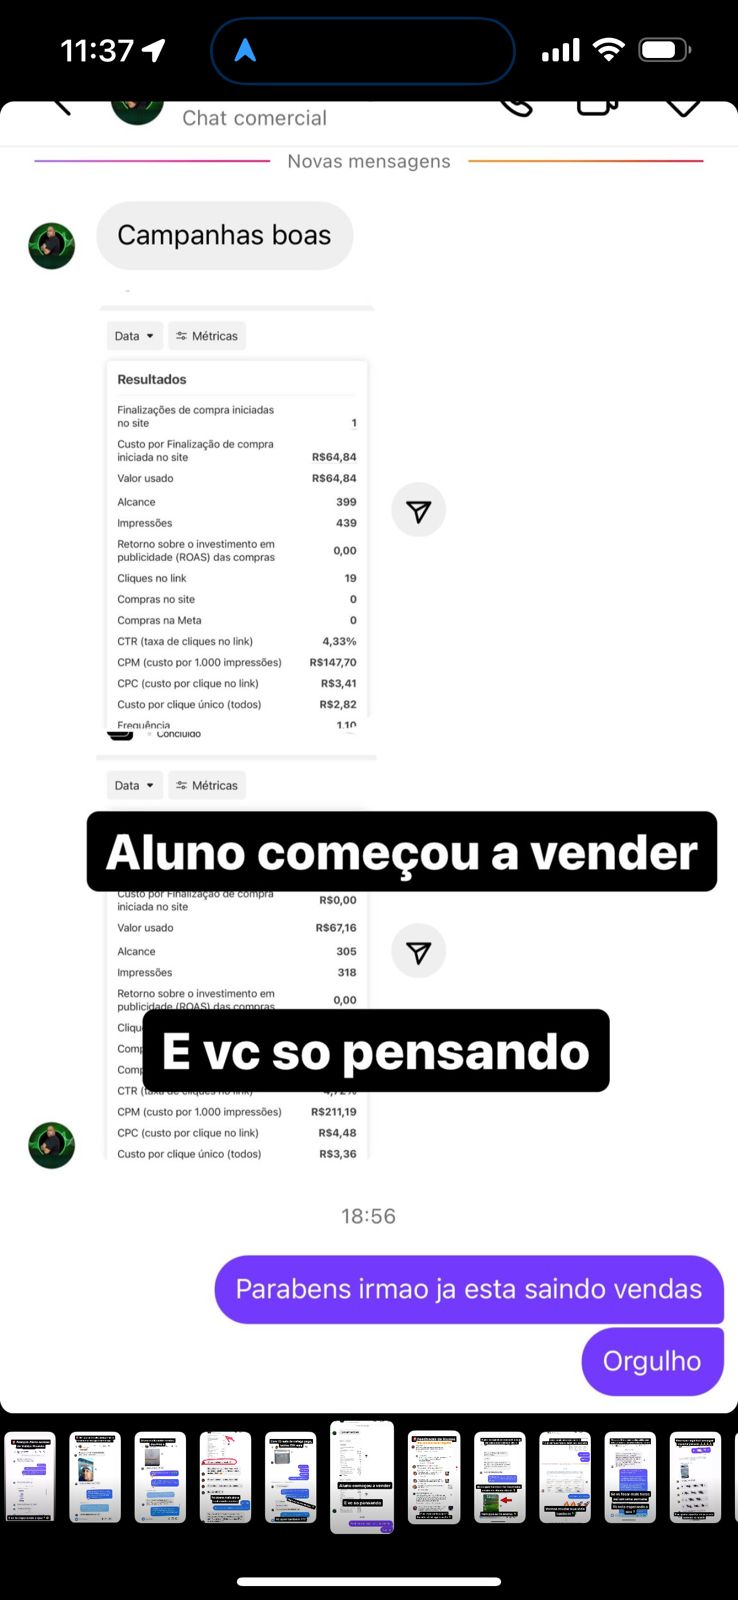 11:37
Chat comercial
Novas mensagens
Campanhas boas
Data Métricas
Resultados
Finalizações de compra iniciadas
no site 1
Custo por Finalização de compra
iniciada no site R$64,84
Valor usado R$64,84
Alcance 399
Impressões 439
Retorno sobre o investimento em
publicidade (ROAS) das compras 0,00
Cliques no link 19
Compras no site 0
Compras na Meta 0
CTR (taxa de cliques no link) 4,33%
CPM (custo por 1.000 impressões) R$147,70
CPC (custo por clique no link) R$3,41
Custo por clique único (todos) R$2,82
Frequência 1,10
Concluído
Data Métricas
Aluno começou a vender
Custo por Finalização de compra
iniciada no site R$0,00
Valor usado R$67,16
Alcance 305
Impressões 318
Retorno sobre o investimento em
publicidade (ROAS) das compras 0,00
E vc so pensando
CTR (taxa de cliques no link) 4,72%
CPM (custo por 1.000 impressões) R$211,19
CPC (custo por clique no link) R$4,48
Custo por clique único (todos) R$3,36
18:56
Parabens irmao ja esta saindo vendas
Orgulho
Aluno começou a vender
E vc so pensando